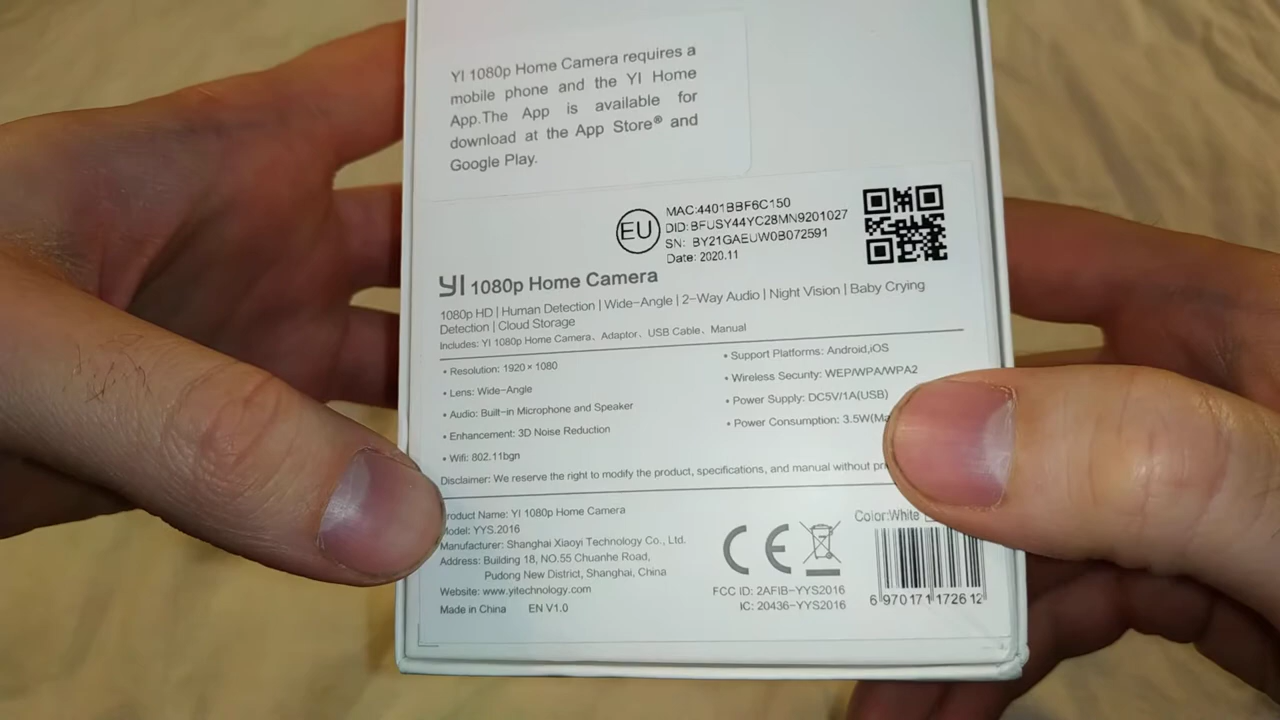 YI 1080p Home Camera requires a
mobile phone and the YI Home
App.The App is available for
download at the App Store® and
Google Play.
EU
MAC:4401BBF6C150
DID:BFUSY44YC28MN9201027
SN: BY21GAEUW0B072591
Date: 2020.11
YI 1080p Home Camera
1080p HD | Human Detection | Wide-Angle | 2-Way Audio | Night Vision | Baby Crying
Detection | Cloud Storage
Includes: YI 1080p Home Camera、Adaptor、USB Cable、Manual
• Resolution: 1920 × 1080
• Lens: Wide-Angle
• Audio: Built-in Microphone and Speaker
• Enhancement: 3D Noise Reduction
• Wifi: 802.11bgn
• Support Platforms: Android,iOS
• Wireless Security: WEP/WPA/WPA2
• Power Supply: DC5V/1A(USB)
• Power Consumption: 3.5W
Disclaimer: We reserve the right to modify the product, specifications, and manual without
Product Name: YI 1080p Home Camera
Model: YYS.2016
Manufacturer: Shanghai Xiaoyi Technology Co., Ltd.
Address: Building 18, NO.55 Chuanhe Road,
Pudong New District, Shanghai, China
Website: www.yitechnology.com
Made in China EN V1.0
CE
FCC ID: 2AFIB-YYS2016
IC: 20436-YYS2016
Color:White
6 970171 172612